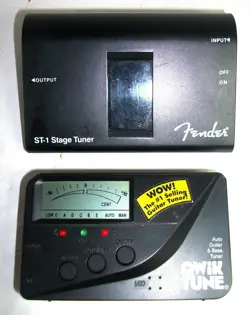 INPUT
OUTPUT
OFF
ON
ST-1 Stage Tuner
Fender
WOW!
The #1 Selling
Guitar Tuner!
CENT
LOW E A D G B E AUTO MAN
Auto
Guitar
& Bass
Tuner
QWIK
TUNE